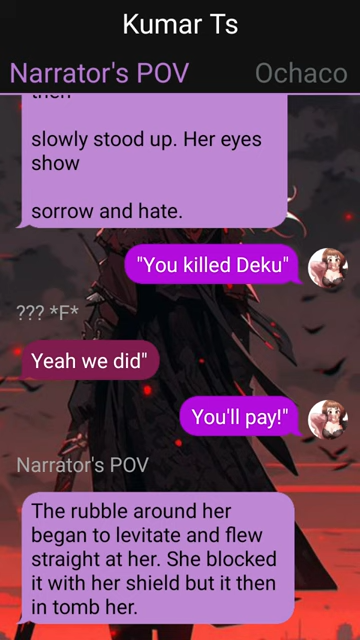 Kumar Ts
Narrator's POV
Ochaco
then
slowly stood up. Her eyes
show
sorrow and hate.
"You killed Deku"
??? *F*
Yeah we did"
You'll pay!"
Narrator's POV
The rubble around her
began to levitate and flew
straight at her. She blocked
it with her shield but it then
in tomb her.